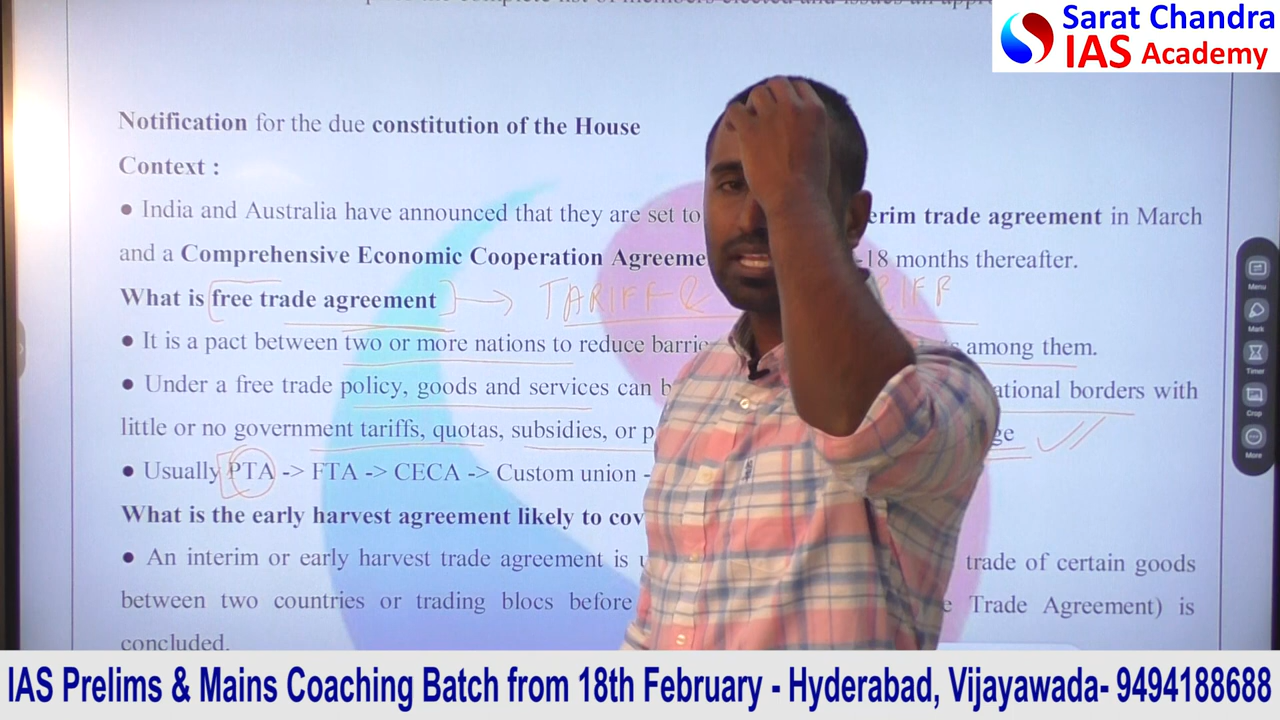 Sarat Chandra
IAS Academy
Notification for the due constitution of the House
Context :
● India and Australia have announced that they are set to erim trade agreement in March
and a Comprehensive Economic Cooperation Agreeme -18 months thereafter.
What is free trade agreement TARIFF
● It is a pact between two or more nations to reduce barrie among them.
● Under a free trade policy, goods and services can b ational borders with
little or no government tariffs, quotas, subsidies, or p ge
● Usually PTA -> FTA -> CECA -> Custom union -
What is the early harvest agreement likely to cov
● An interim or early harvest trade agreement is u trade of certain goods
between two countries or trading blocs before e Trade Agreement) is
concluded.
Menu
Mark
Timer
Crop
More
IAS Prelims & Mains Coaching Batch from 18th February - Hyderabad, Vijayawada- 9494188688